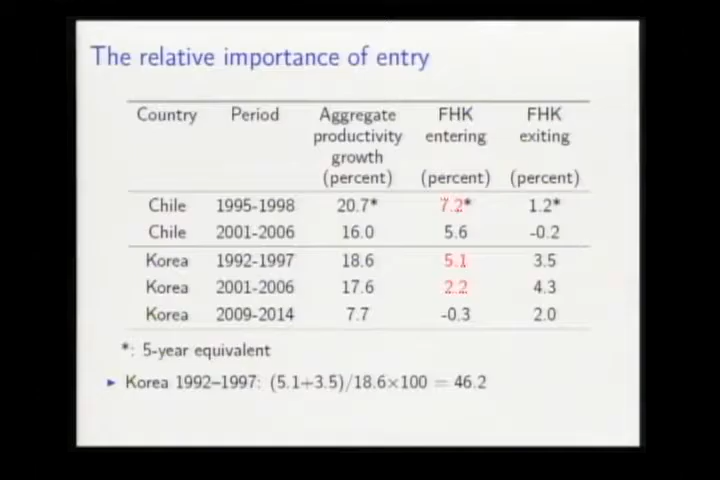 The relative importance of entry
Country Period Aggregate productivity growth (percent) FHK entering (percent) FHK exiting (percent)
Chile 1995-1998 20.7* 7.2* 1.2*
Chile 2001-2006 16.0 5.6 -0.2
Korea 1992-1997 18.6 5.1 3.5
Korea 2001-2006 17.6 2.2 4.3
Korea 2009-2014 7.7 -0.3 2.0
*: 5-year equivalent
► Korea 1992–1997: (5.1+3.5)/18.6×100 = 46.2